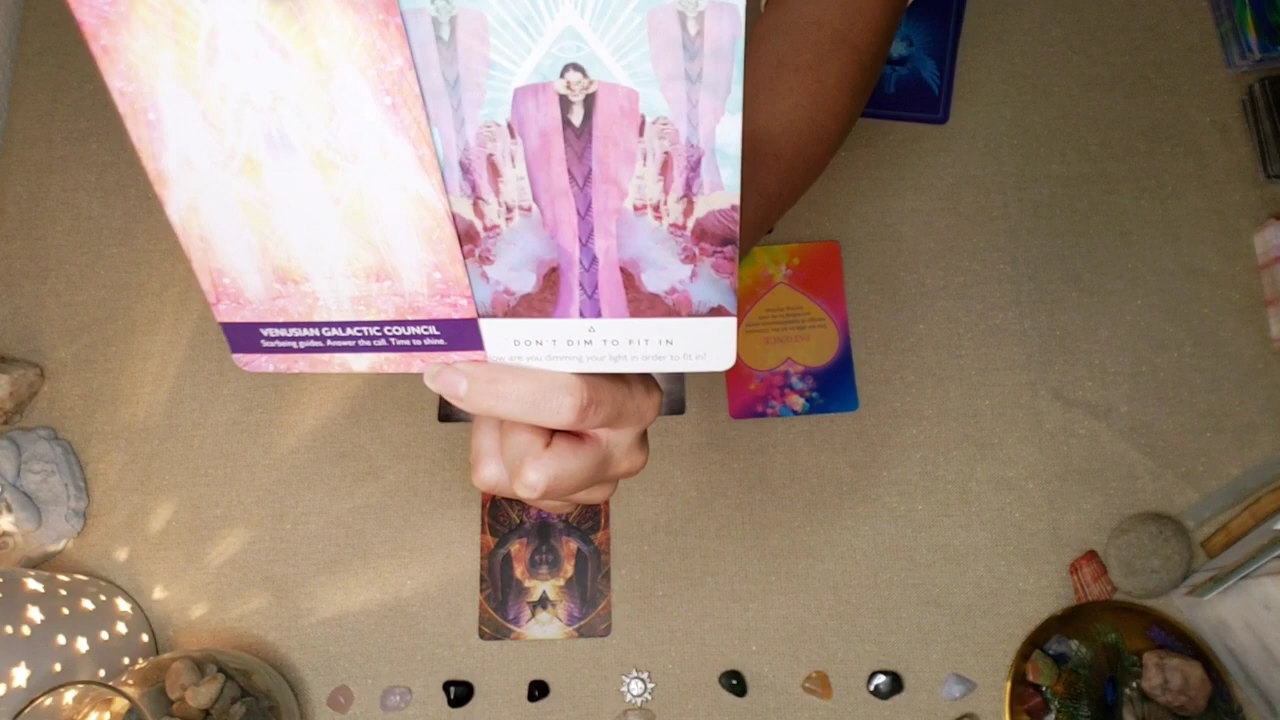 VENUSIAN GALACTIC COUNCIL
Starbeing guides. Answer the call. Time to shine.
DON'T DIM TO FIT IN
How are you dimming your light in order to fit in?
PATIENCE